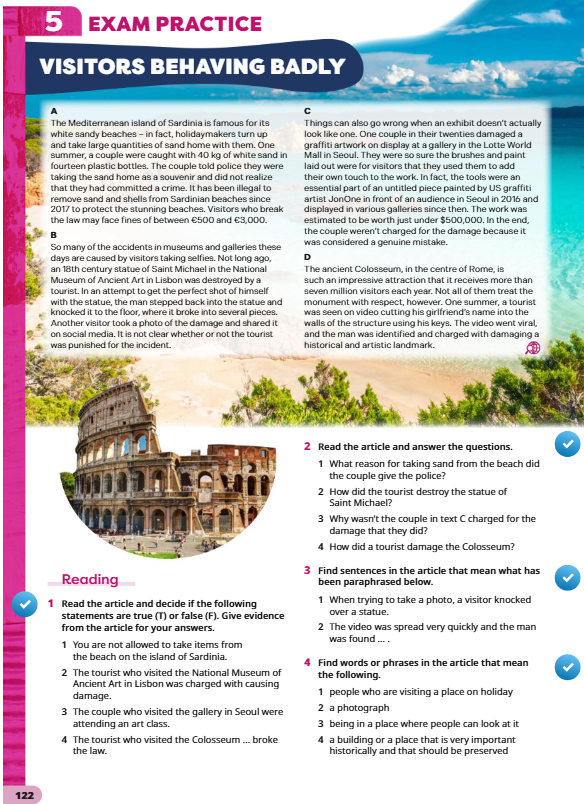 5 EXAM PRACTICE
VISITORS BEHAVING BADLY
A
The Mediterranean island of Sardinia is famous for its
white sandy beaches – in fact, holidaymakers turn up
and take large quantities of sand home with them. One
summer, a couple were caught with 40 kg of white sand in
fourteen plastic bottles. The couple told police they were
taking the sand home as a souvenir and did not realize
that they had committed a crime. It has been illegal to
remove sand and shells from Sardinian beaches since
2017 to protect the stunning beaches. Visitors who break
the law may face fines of between €500 and €3,000.
B
So many of the accidents in museums and galleries these
days are caused by visitors taking selfies. Not long ago,
an 18th century statue of Saint Michael in the National
Museum of Ancient Art in Lisbon was destroyed by a
tourist. In an attempt to get the perfect shot of himself
with the statue, the man stepped back into the statue and
knocked it to the floor, where it broke into several pieces.
Another visitor took a photo of the damage and shared it
on social media. It is not clear whether or not the tourist
was punished for the incident.
C
Things can also go wrong when an exhibit doesn't actually
look like one. One couple in their twenties damaged a
graffiti artwork on display at a gallery in the Lotte World
Mall in Seoul. They were so sure the brushes and paint
laid out were for visitors that they used them to add
their own touch to the work. In fact, the tools were an
essential part of an untitled piece painted by US graffiti
artist JonOne in front of an audience in Seoul in 2016 and
displayed in various galleries since then. The work was
estimated to be worth just under $500,000. In the end,
the couple weren't charged for the damage because it
was considered a genuine mistake.
D
The ancient Colosseum, in the centre of Rome, is
such an impressive attraction that it receives more than
seven million visitors each year. Not all of them treat the
monument with respect, however. One summer, a tourist
was seen on video cutting his girlfriend's name into the
walls of the structure using his keys. The video went viral,
and the man was identified and charged with damaging a
historical and artistic landmark.
Reading
1 Read the article and decide if the following
statements are true (T) or false (F). Give evidence
from the article for your answers.
1 You are not allowed to take items from
the beach on the island of Sardinia.
2 The tourist who visited the National Museum of
Ancient Art in Lisbon was charged with causing
damage.
3 The couple who visited the gallery in Seoul were
attending an art class.
4 The tourist who visited the Colosseum ... broke
the law.
2 Read the article and answer the questions.
1 What reason for taking sand from the beach did
the couple give the police?
2 How did the tourist destroy the statue of
Saint Michael?
3 Why wasn't the couple in text C charged for the
damage that they did?
4 How did a tourist damage the Colosseum?
3 Find sentences in the article that mean what has
been paraphrased below.
1 When trying to take a photo, a visitor knocked
over a statue.
2 The video was spread very quickly and the man
was found ... .
4 Find words or phrases in the article that mean
the following.
1 people who are visiting a place on holiday
2 a photograph
3 being in a place where people can look at it
4 a building or a place that is very important
historically and that should be preserved
122